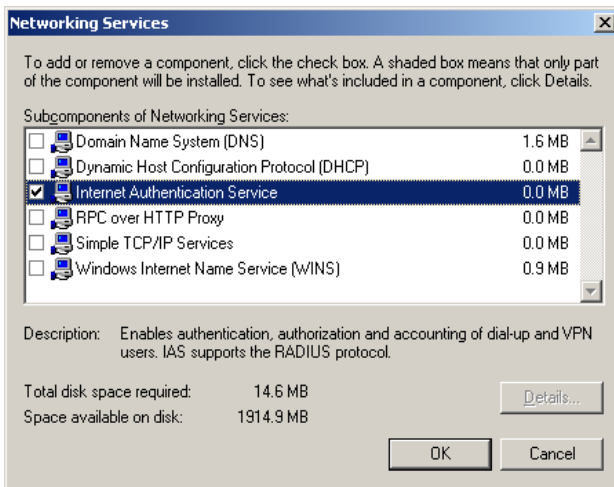 Networking Services
To add or remove a component, click the check box. A shaded box means that only part
of the component will be installed. To see what's included in a component, click Details.
Subcomponents of Networking Services:
Domain Name System (DNS) 1.6 MB
Dynamic Host Configuration Protocol (DHCP) 0.0 MB
Internet Authentication Service 0.0 MB
RPC over HTTP Proxy 0.0 MB
Simple TCP/IP Services 0.0 MB
Windows Internet Name Service (WINS) 0.9 MB
Description: Enables authentication, authorization and accounting of dial-up and VPN
users. IAS supports the RADIUS protocol.
Total disk space required: 14.6 MB
Details...
Space available on disk: 1914.9 MB
OK Cancel